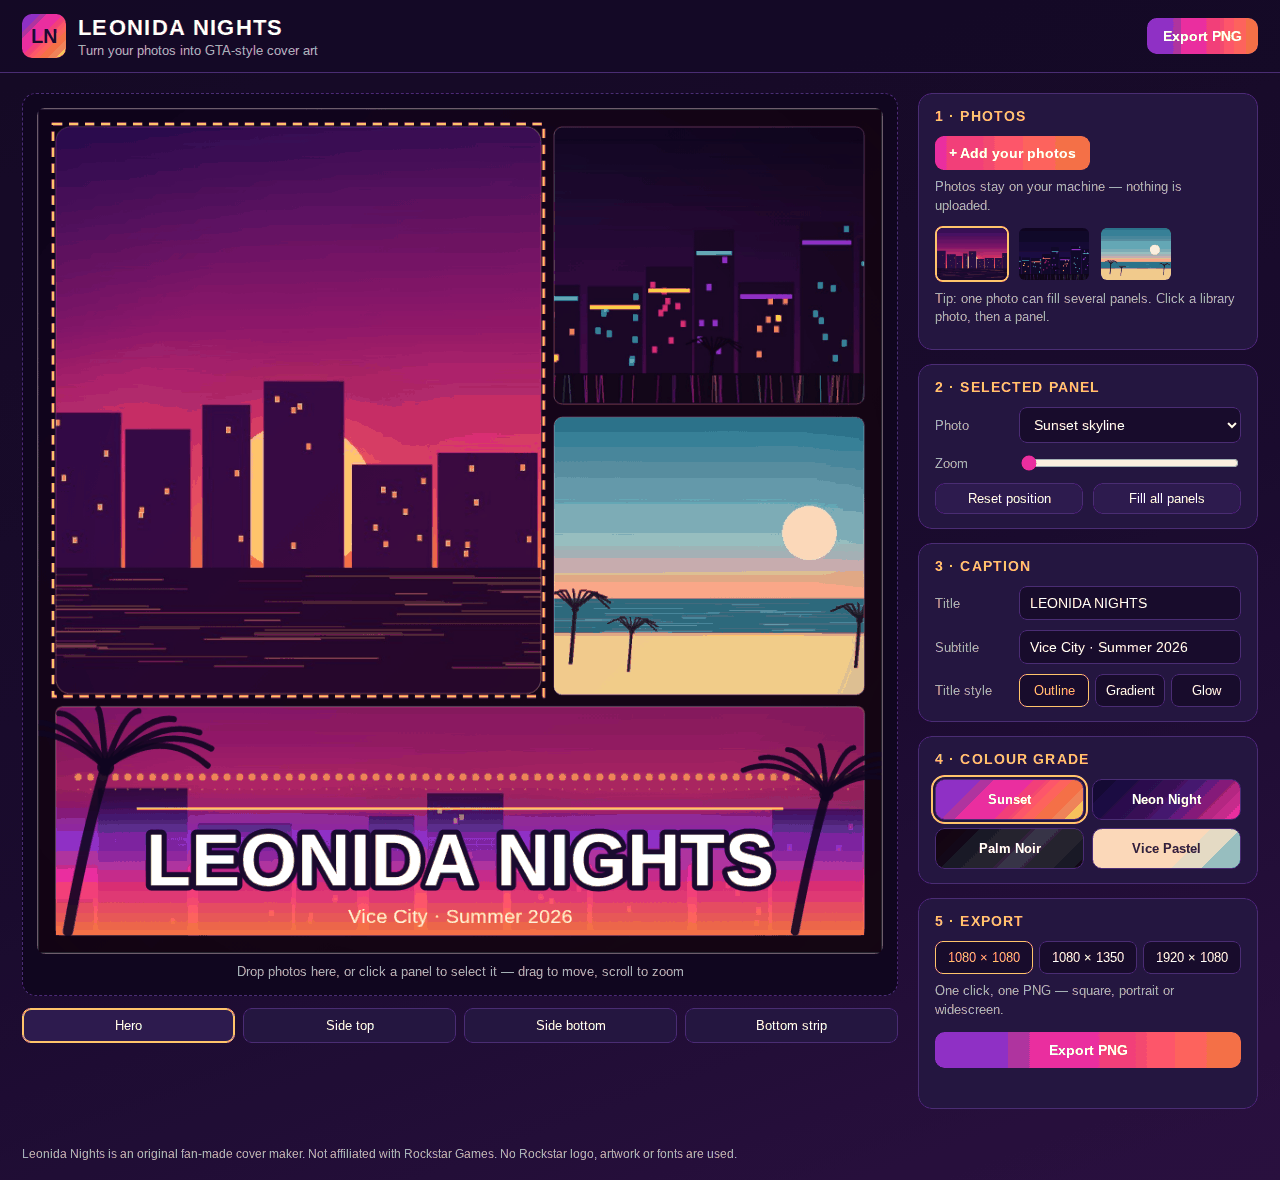 LN
LEONIDA NIGHTS
Turn your photos into GTA-style cover art
Export PNG
LEONIDA NIGHTS
Vice City · Summer 2026
Drop photos here, or click a panel to select it — drag to move, scroll to zoom
Hero
Side top
Side bottom
Bottom strip
1 · PHOTOS
+ Add your photos
Photos stay on your machine — nothing is
uploaded.
Tip: one photo can fill several panels. Click a library
photo, then a panel.
2 · SELECTED PANEL
Photo
Sunset skyline
Zoom
Reset position
Fill all panels
3 · CAPTION
Title
LEONIDA NIGHTS
Subtitle
Vice City · Summer 2026
Title style
Outline
Gradient
Glow
4 · COLOUR GRADE
Sunset
Neon Night
Palm Noir
Vice Pastel
5 · EXPORT
1080 × 1080
1080 × 1350
1920 × 1080
One click, one PNG — square, portrait or
widescreen.
Export PNG
Leonida Nights is an original fan-made cover maker. Not affiliated with Rockstar Games. No Rockstar logo, artwork or fonts are used.